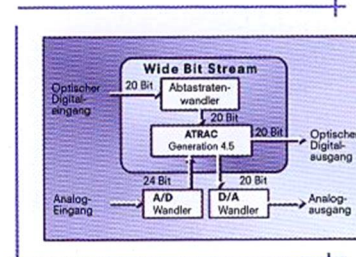 Wide Bit Stream
Optischer
Digital-
eingang
20 Bit
Abtastraten-
wandler
20 Bit
ATRAC
Generation 4.5
20 Bit
Optischer
Digital-
ausgang
24 Bit
20 Bit
Analog-
Eingang
A/D
Wandler
D/A
Wandler
Analog-
ausgang